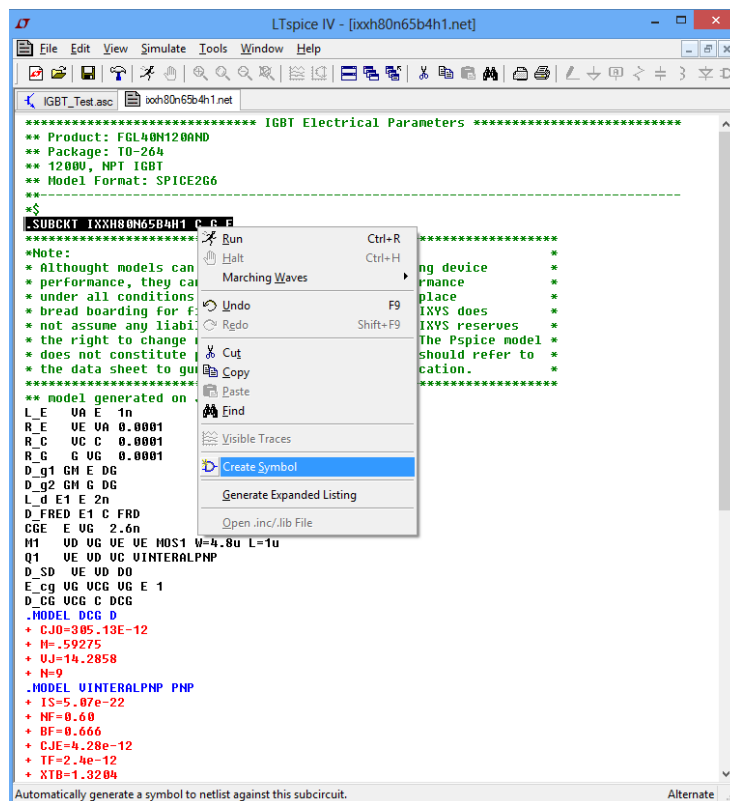 LTspice IV - [ixxh80n65b4h1.net]
File Edit View Simulate Tools Window Help
IGBT_Test.asc ixxh80n65b4h1.net
***************************** IGBT Electrical Parameters **************************
** Product: FGL40N120AND
** Package: TO-264
** 1200V, NPT IGBT
** Model Format: SPICE2G6
**--------------------------------------------------------------------------------
*$
.SUBCKT IXXH80N65B4H1 C G E
*Note: *
* Althought models can ng device *
* performance, they ca rmance *
* under all conditions place *
* bread boarding for f IXYS does *
* not assume any liabi IXYS reserves *
* the right to change The Pspice model *
* does not constitute should refer to *
* the data sheet to gu cation. *
** model generated on
L_E VA E 1n
R_E VE VA 0.0001
R_C VC C 0.0001
R_G G VG 0.0001
D_g1 GM E DG
D_g2 GM G DG
L_d E1 E 2n
D_FRED E1 C FRD
CGE E VG 2.6n
M1 VD VG VE VE MOS1 W=4.8u L=1u
Q1 VE VD VC VINTERALPNP
D_SD VE VD DO
E_cg VG VCG VG E 1
D_CG VCG C DCG
.MODEL DCG D
+ CJO=305.13E-12
+ M=.59275
+ VJ=14.2858
+ N=9
.MODEL VINTERALPNP PNP
+ IS=5.07e-22
+ NF=0.60
+ BF=0.666
+ CJE=4.28e-12
+ TF=2.4e-12
+ XTB=1.3204
Run Ctrl+R
Halt Ctrl+H
Marching Waves
Undo F9
Redo Shift+F9
Cut
Copy
Paste
Find
Visible Traces
Create Symbol
Generate Expanded Listing
Open .inc/.lib File
Automatically generate a symbol to netlist against this subcircuit. Alternate